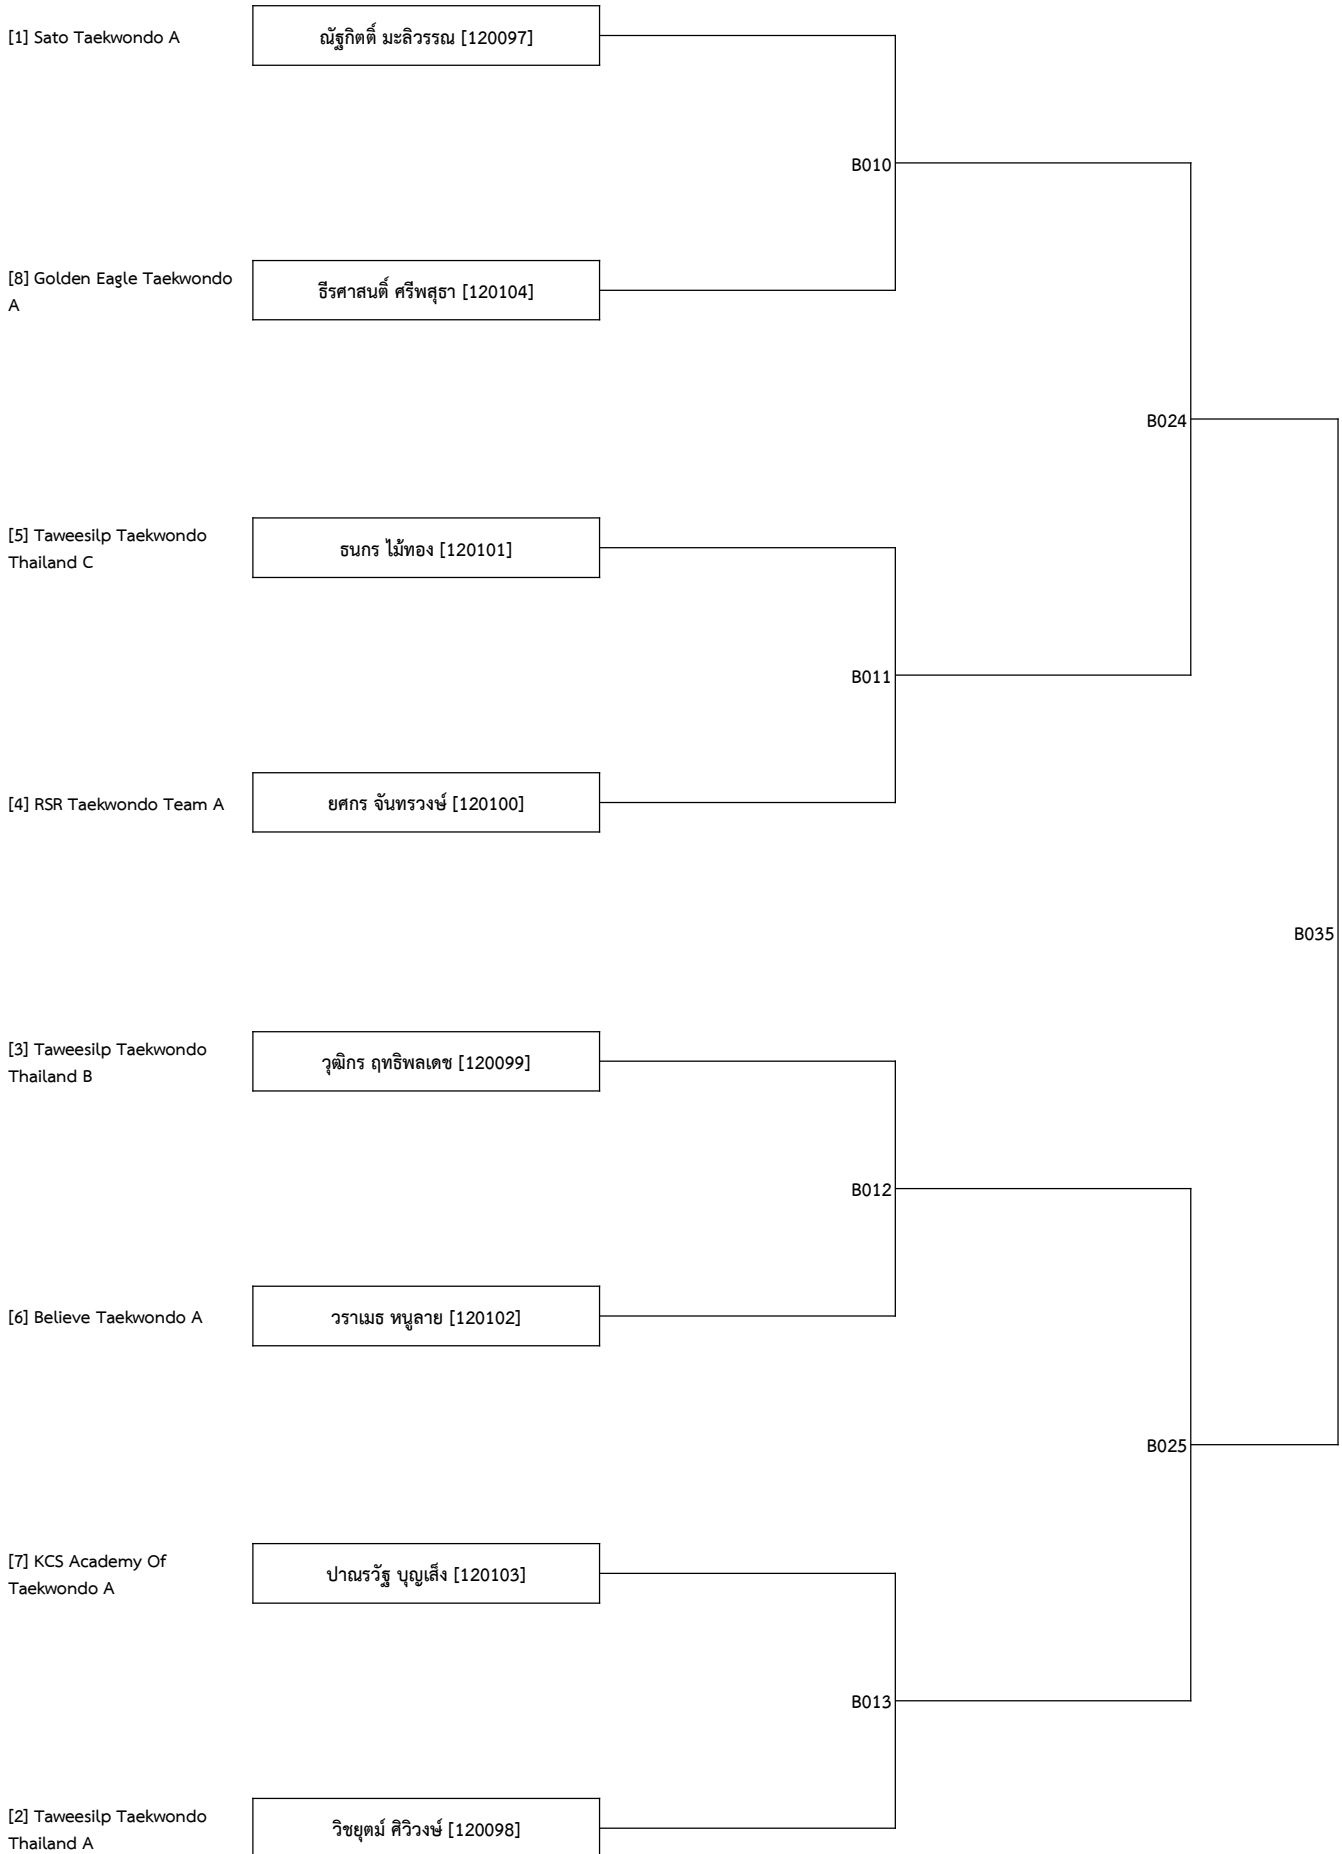 [1] Sato Taekwondo A
ณัฐกิตติ์ มะลิวรรณ [120097]
B010
[8] Golden Eagle Taekwondo
A
ธีรศาสนติ์ ศรีพสุธา [120104]
B024
[5] Taweesilp Taekwondo
Thailand C
ธนกร ไม้ทอง [120101]
B011
[4] RSR Taekwondo Team A
ยศกร จันทรวงษ์ [120100]
B035
[3] Taweesilp Taekwondo
Thailand B
วุฒิกร ฤทธิพลเดช [120099]
B012
[6] Believe Taekwondo A
วราเมธ หนูลาย [120102]
B025
[7] KCS Academy Of
Taekwondo A
ปาณรวัฐ บุญเส็ง [120103]
B013
[2] Taweesilp Taekwondo
Thailand A
วิชยุตม์ ศิวิวงษ์ [120098]